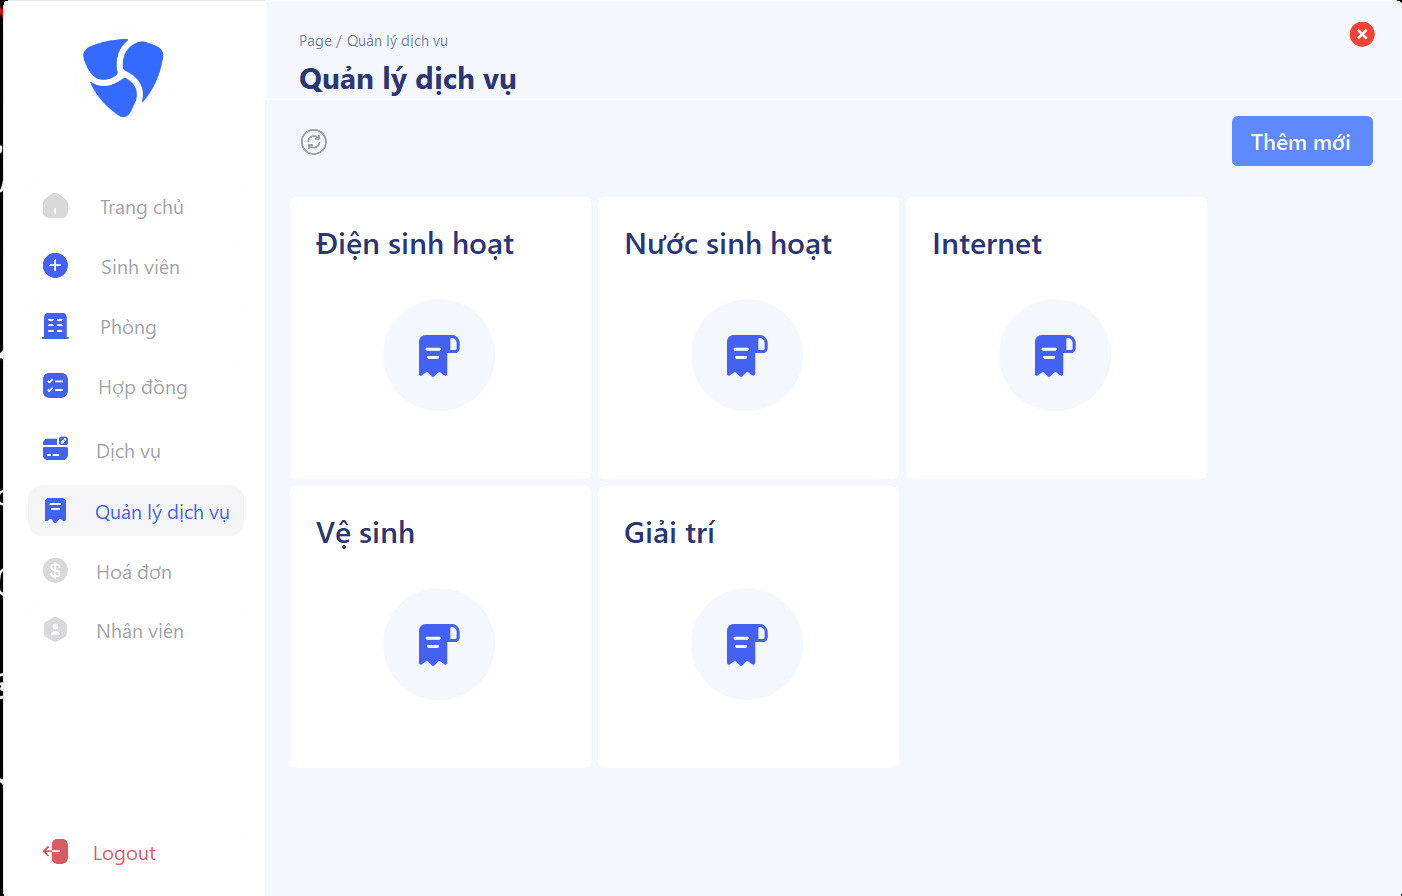 Page / Quản lý dịch vụ
Quản lý dịch vụ
Thêm mới
Trang chủ
Sinh viên
Phòng
Hợp đồng
Dịch vụ
Quản lý dịch vụ
Hoá đơn
Nhân viên
Logout
Điện sinh hoạt
Nước sinh hoạt
Internet
Vệ sinh
Giải trí